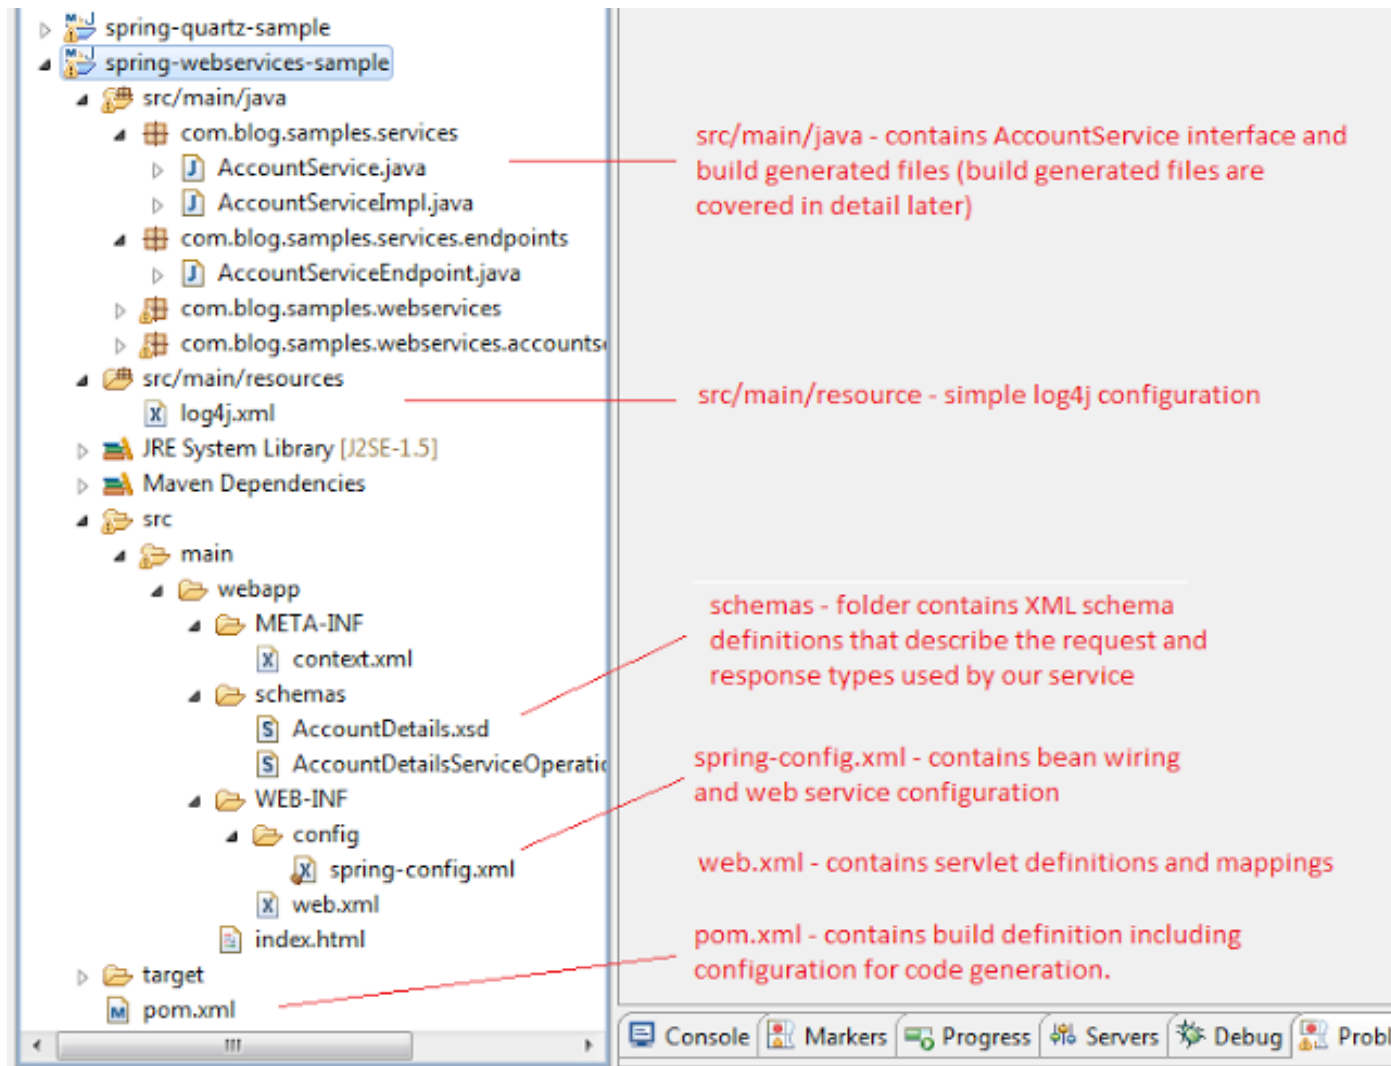 spring-quartz-sample
spring-webservices-sample
src/main/java
com.blog.samples.services
AccountService.java
AccountServiceImpl.java
com.blog.samples.services.endpoints
AccountServiceEndpoint.java
com.blog.samples.webservices
com.blog.samples.webservices.accounts
src/main/resources
log4j.xml
JRE System Library [J2SE-1.5]
Maven Dependencies
src
main
webapp
META-INF
context.xml
schemas
AccountDetails.xsd
AccountDetailsServiceOperatic
WEB-INF
config
spring-config.xml
web.xml
index.html
target
pom.xml
src/main/java - contains AccountService interface and
build generated files (build generated files are
covered in detail later)
src/main/resource - simple log4j configuration
schemas - folder contains XML schema
definitions that describe the request and
response types used by our service
spring-config.xml - contains bean wiring
and web service configuration
web.xml - contains servlet definitions and mappings
pom.xml - contains build definition including
configuration for code generation.
Console Markers Progress Servers Debug Probl